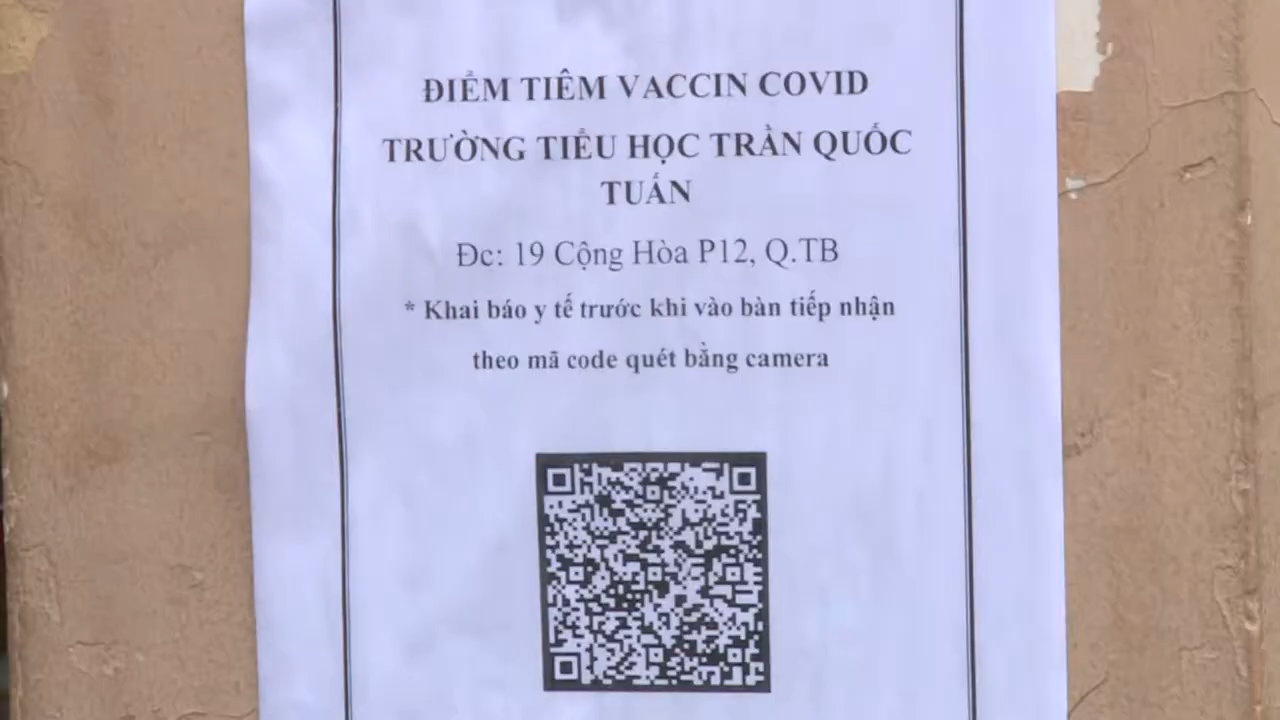 ĐIỂM TIÊM VACCIN COVID
TRƯỜNG TIỂU HỌC TRẦN QUỐC
TUẤN
Đc: 19 Cộng Hòa P12, Q.TB
* Khai báo y tế trước khi vào bàn tiếp nhận
theo mã code quét bằng camera